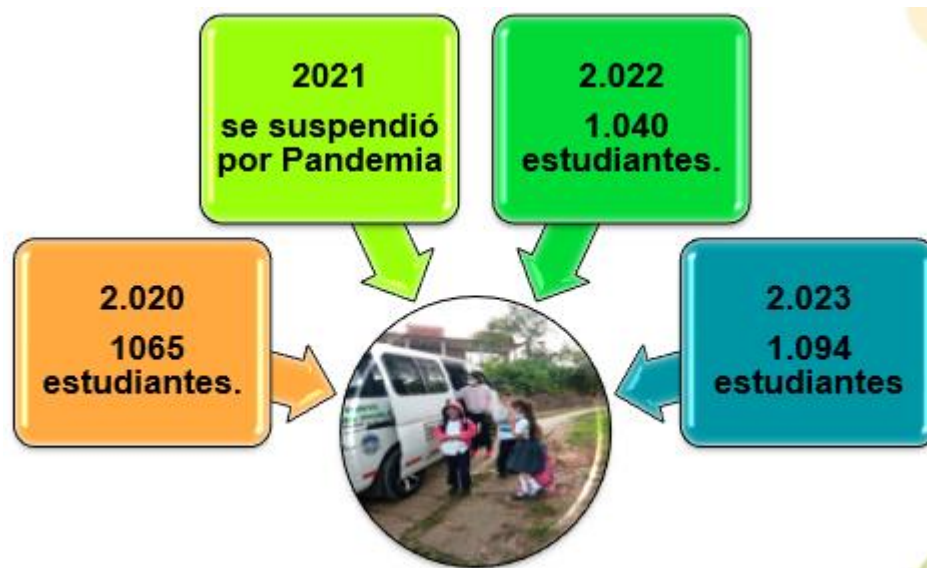 2021
se suspendió
por Pandemia
2.022
1.040
estudiantes.
2.020
1065
estudiantes.
2.023
1.094
estudiantes